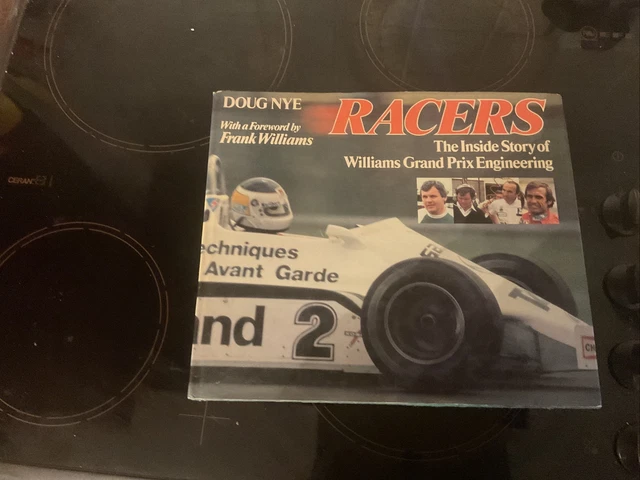 DOUG NYE
With a Foreword by
Frank Williams
RACERS
The Inside Story of
Williams Grand Prix Engineering
echniques
Avant Garde
and
2
CERAN